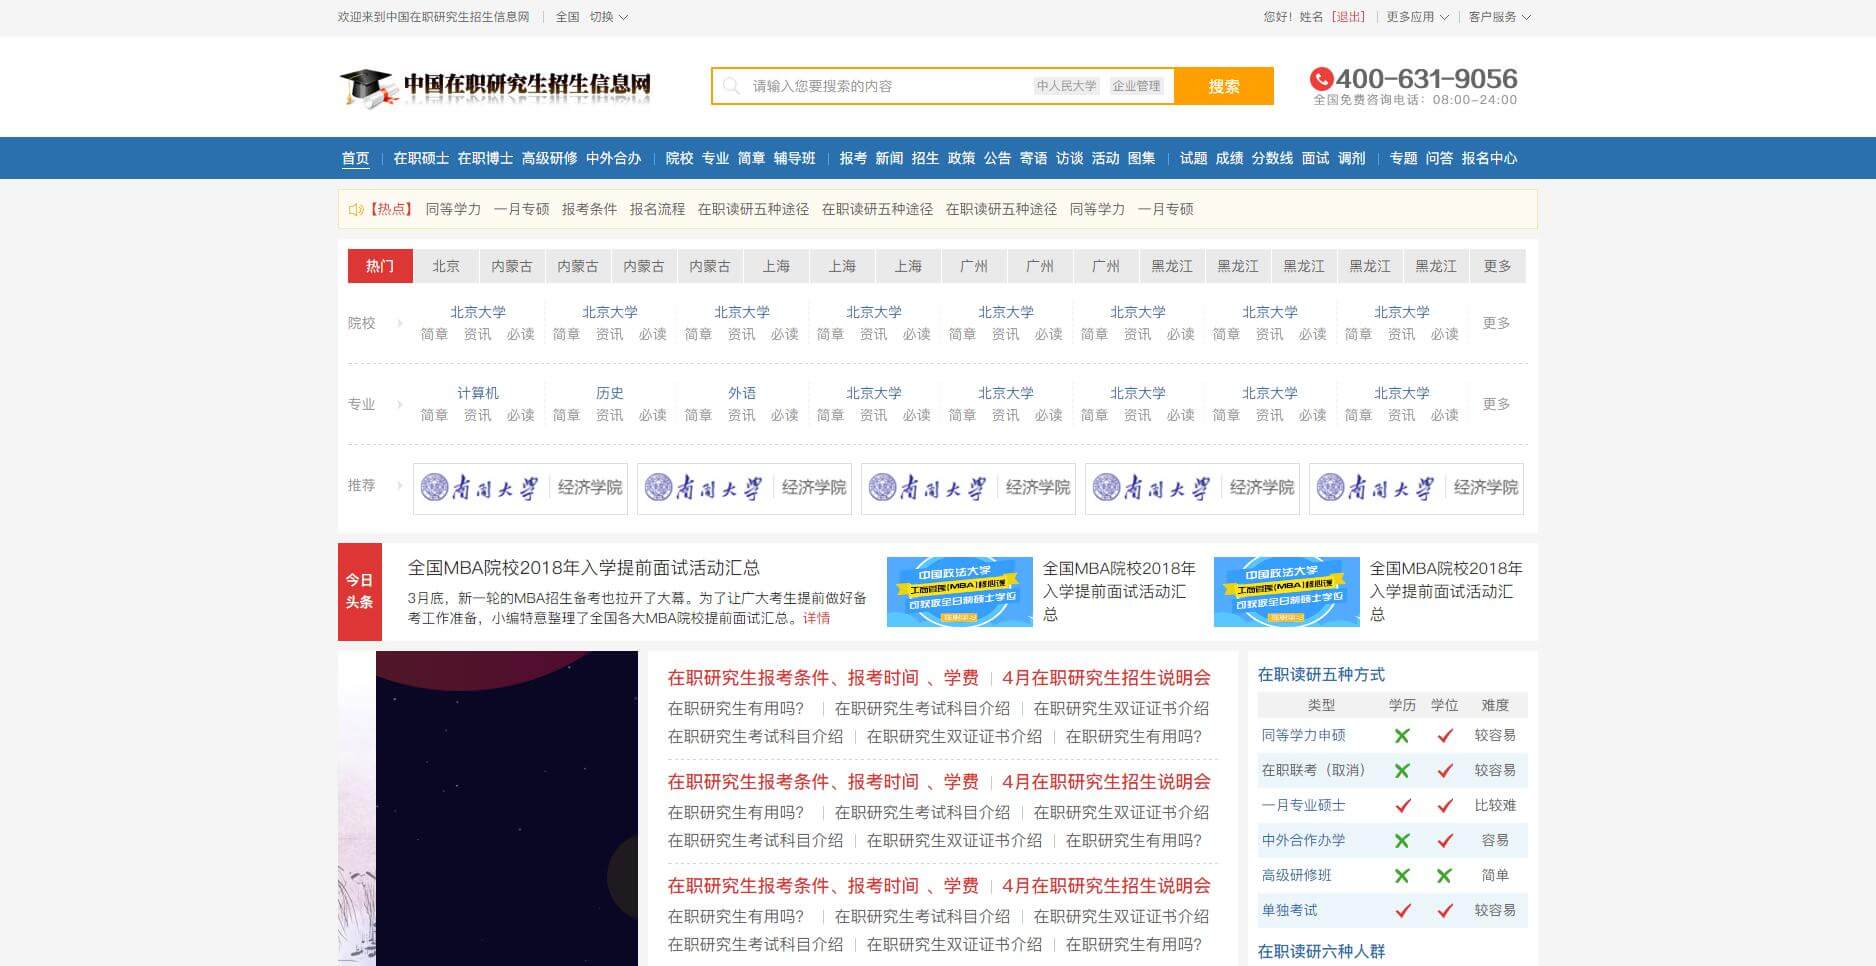 欢迎来到中国在职研究生招生信息网 全国 切换 您好！姓名 [退出] 更多应用 客户服务
中国在职研究生招生信息网
请输入您要搜索的内容 中人民大学 企业管理 搜索
400-631-9056
全国免费咨询电话：08:00-24:00
首页 在职硕士 在职博士 高级研修 中外合办 院校 专业 简章 辅导班 报考 新闻 招生 政策 公告 寄语 访谈 活动 图集 试题 成绩 分数线 面试 调剂 专题 问答 报名中心
【热点】 同等学力 一月专硕 报考条件 报名流程 在职读研五种途径 在职读研五种途径 在职读研五种途径 同等学力 一月专硕
热门 北京 内蒙古 内蒙古 内蒙古 内蒙古 上海 上海 上海 广州 广州 广州 黑龙江 黑龙江 黑龙江 黑龙江 黑龙江 更多
北京大学 北京大学 北京大学 北京大学 北京大学 北京大学 北京大学 北京大学
院校 更多
简章 资讯 必读 简章 资讯 必读 简章 资讯 必读 简章 资讯 必读 简章 资讯 必读 简章 资讯 必读 简章 资讯 必读 简章 资讯 必读
计算机 历史 外语 北京大学 北京大学 北京大学 北京大学 北京大学
专业 更多
简章 资讯 必读 简章 资讯 必读 简章 资讯 必读 简章 资讯 必读 简章 资讯 必读 简章 资讯 必读 简章 资讯 必读 简章 资讯 必读
推荐 南開大学 经济学院 南開大学 经济学院 南開大学 经济学院 南開大学 经济学院 南開大学 经济学院
今日
头条
全国MBA院校2018年入学提前面试活动汇总
3月底，新一轮的MBA招生备考也拉开了大幕。为了让广大考生提前做好备
考工作准备，小编特意整理了全国各大MBA院校提前面试汇总。详情
中国政法大学
工商管理(MBA)核心课
可获取全日制硕士学位
在职学习
全国MBA院校2018年
入学提前面试活动汇
总
中国政法大学
工商管理(MBA)核心课
可获取全日制硕士学位
在职学习
全国MBA院校2018年
入学提前面试活动汇
总
在职研究生报考条件、报考时间 、学费 4月在职研究生招生说明会
在职研究生有用吗? 在职研究生考试科目介绍 在职研究生双证证书介绍
在职研究生考试科目介绍 在职研究生双证证书介绍 在职研究生有用吗?
在职研究生报考条件、报考时间 、学费 4月在职研究生招生说明会
在职研究生有用吗? 在职研究生考试科目介绍 在职研究生双证证书介绍
在职研究生考试科目介绍 在职研究生双证证书介绍 在职研究生有用吗?
在职研究生报考条件、报考时间 、学费 4月在职研究生招生说明会
在职研究生有用吗? 在职研究生考试科目介绍 在职研究生双证证书介绍
在职研究生考试科目介绍 在职研究生双证证书介绍 在职研究生有用吗?
在职读研五种方式
类型 学历 学位 难度
同等学力申硕 较容易
在职联考（取消） 较容易
一月专业硕士 比较难
中外合作办学 容易
高级研修班 简单
单独考试 较容易
在职读研六种人群